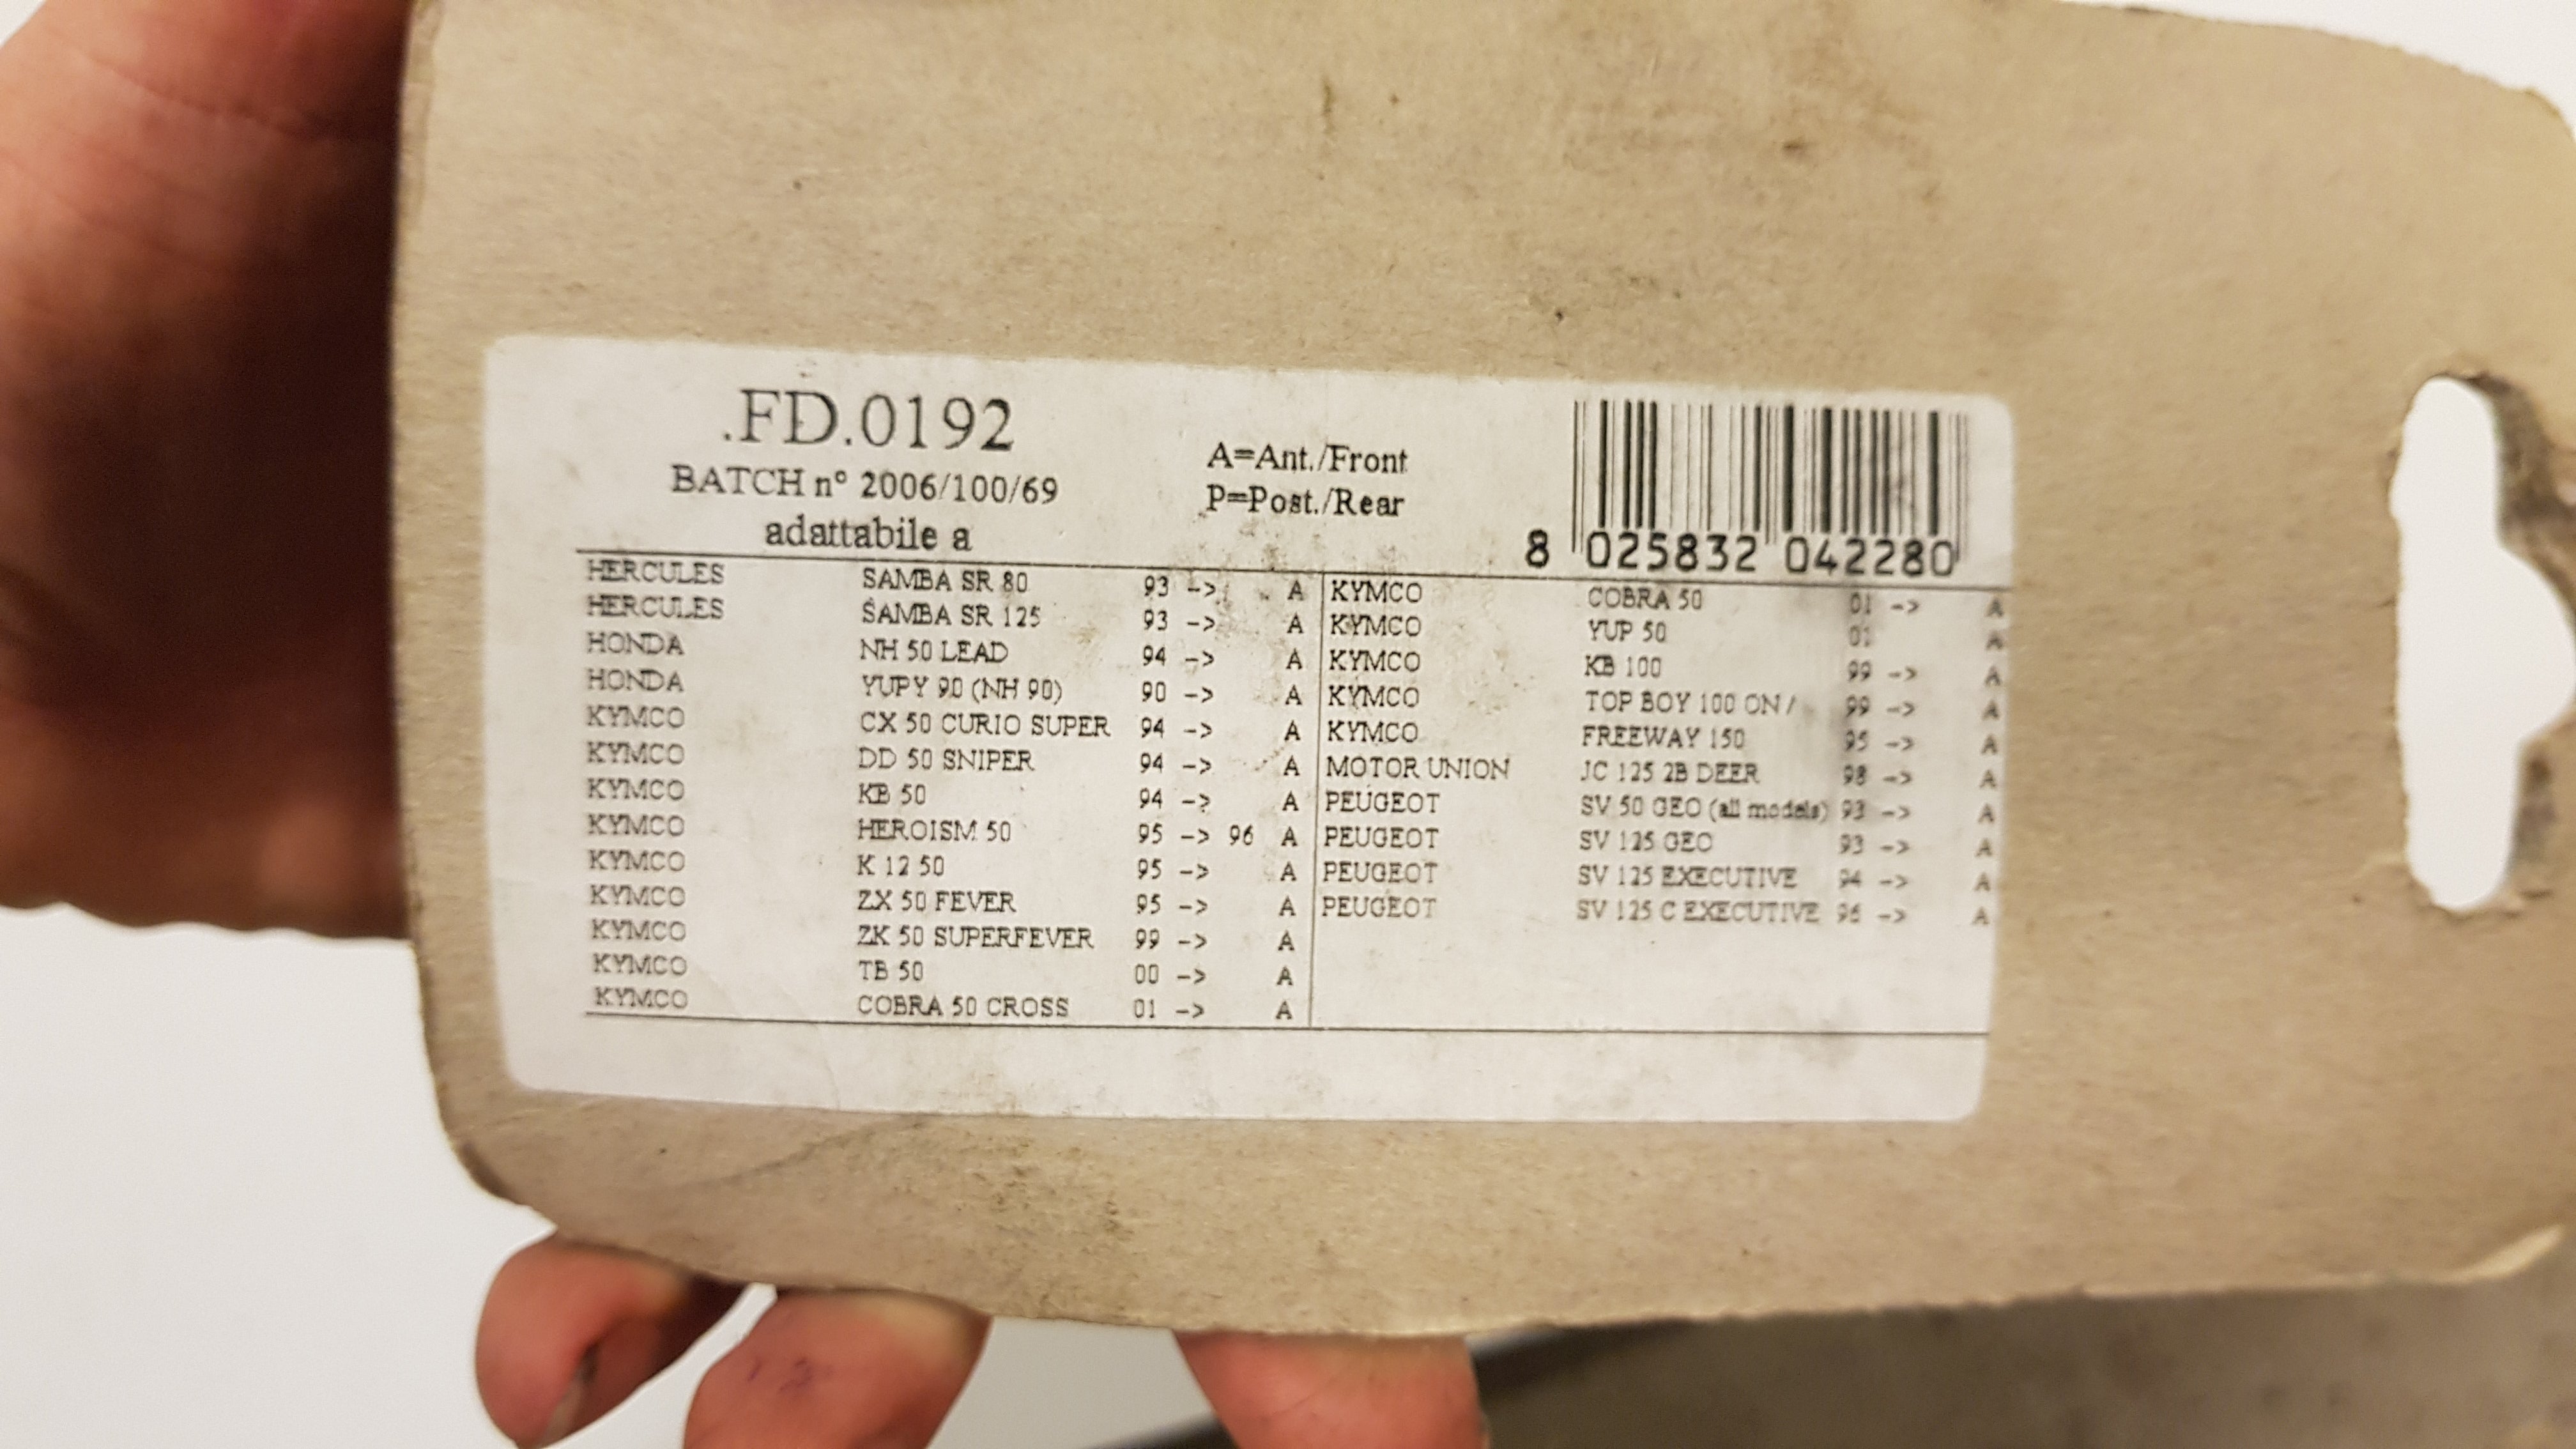 .FD.0192
BATCH nº 2006/100/69
adattabile a
A=Ant./Front
P=Post./Rear
8 025832 042280
HERCULES SAMBA SR 80 93 -> A
HERCULES SAMBA SR 125 93 -> A
HONDA NH 50 LEAD 94 -> A
HONDA YUPY 90 (NH 90) 90 -> A
KYMCO CX 50 CURIO SUPER 94 -> A
KYMCO DD 50 SNIPER 94 -> A
KYMCO KB 50 94 -> A
KYMCO HEROISM 50 95 -> 96 A
KYMCO K 12 50 95 -> A
KYMCO ZX 50 FEVER 95 -> A
KYMCO ZK 50 SUPERFEVER 99 -> A
KYMCO TB 50 00 -> A
KYMCO COBRA 50 CROSS 01 -> A
KYMCO COBRA 50 01 -> A
KYMCO YUP 50 01 A
KYMCO KB 100 99 -> A
KYMCO TOP BOY 100 ON / 99 -> A
KYMCO FREEWAY 150 95 -> A
MOTOR UNION JC 125 2B DEER 98 -> A
PEUGEOT SV 50 GEO (all models) 93 -> A
PEUGEOT SV 125 GEO 93 -> A
PEUGEOT SV 125 EXECUTIVE 94 -> A
PEUGEOT SV 125 C EXECUTIVE 96 -> A